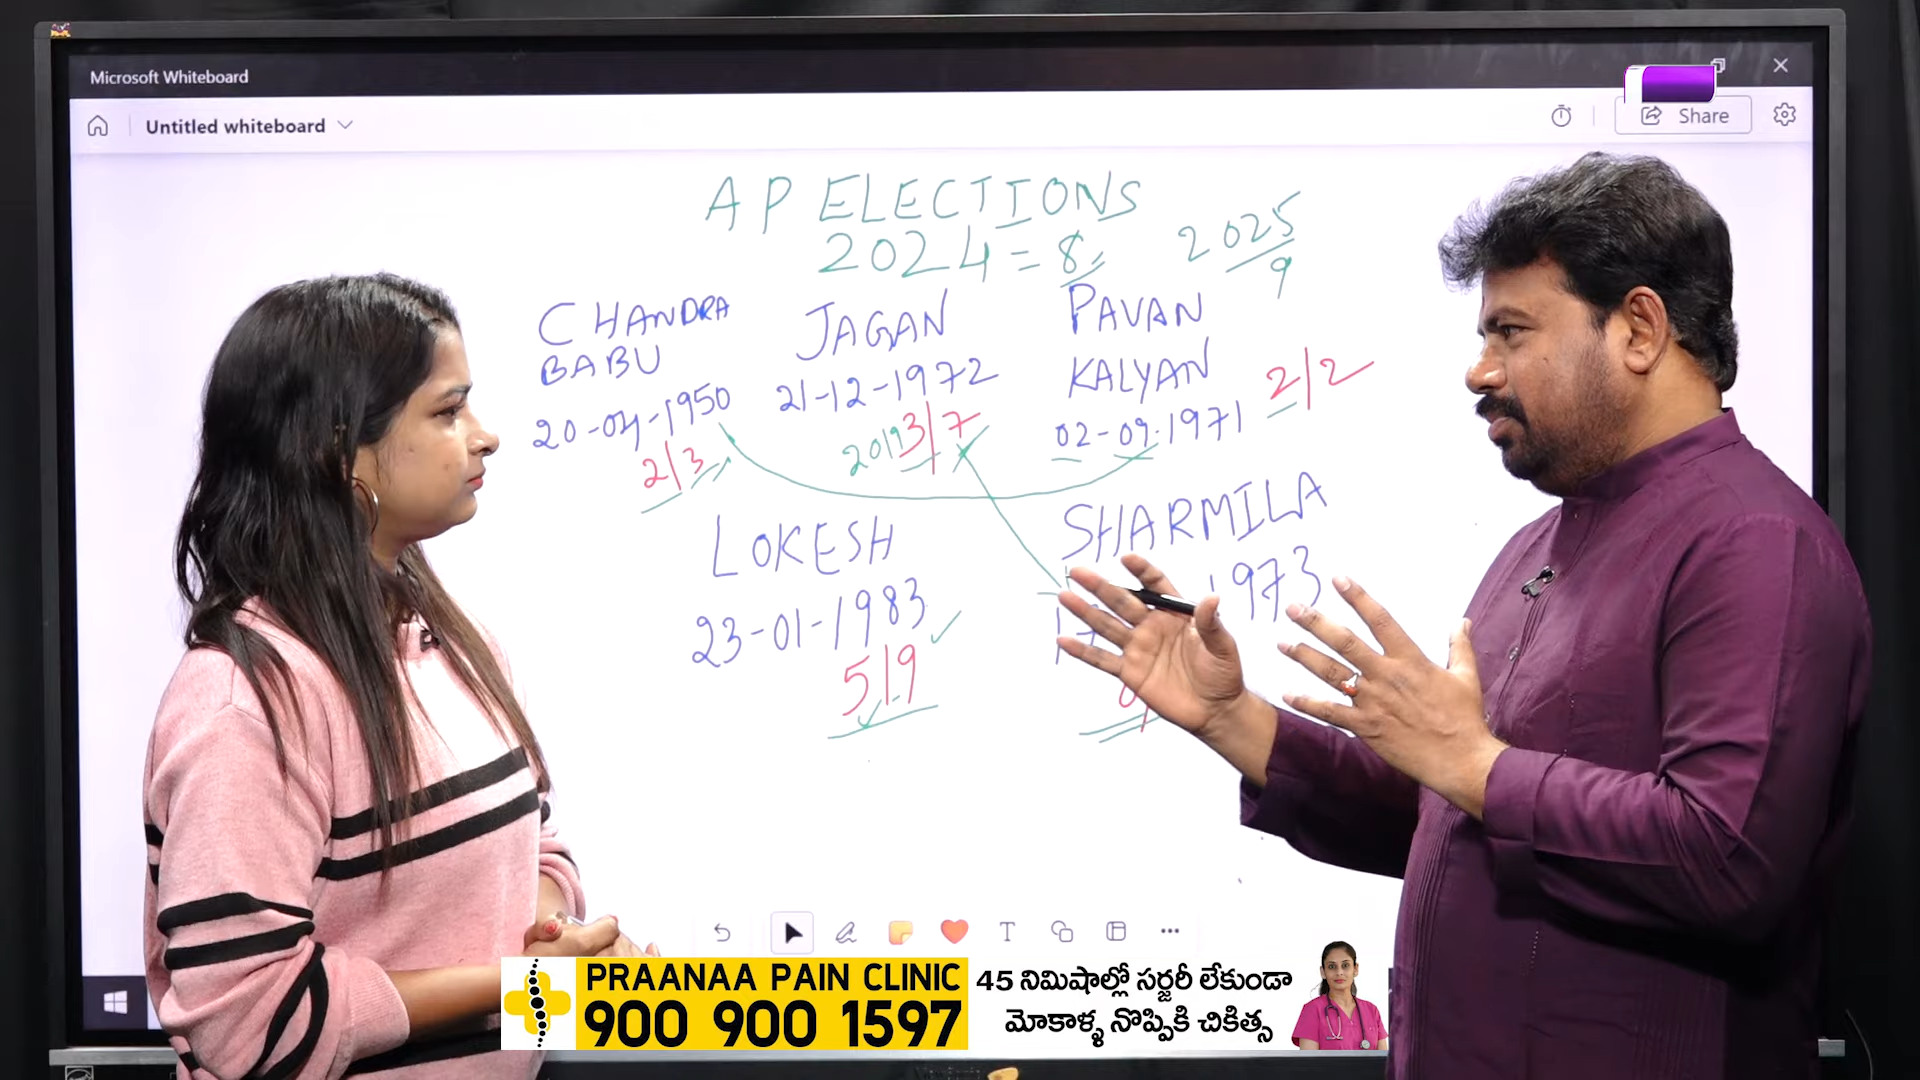 Microsoft Whiteboard
Untitled whiteboard
Share
AP ELECTIONS
2024 = 8
2025
9
CHANDRA
BABU
20-04-1950
2/3
JAGAN
21-12-1972
2019 3/7
PAVAN
KALYAN
02-09-1971
2/2
LOKESH
23-01-1983
5/9
SHARMILA
1973
PRAANAA PAIN CLINIC
900 900 1597
45 నిమిషాల్లో సర్జరీ లేకుండా
మోకాళ్ళ నొప్పికి చికిత్స